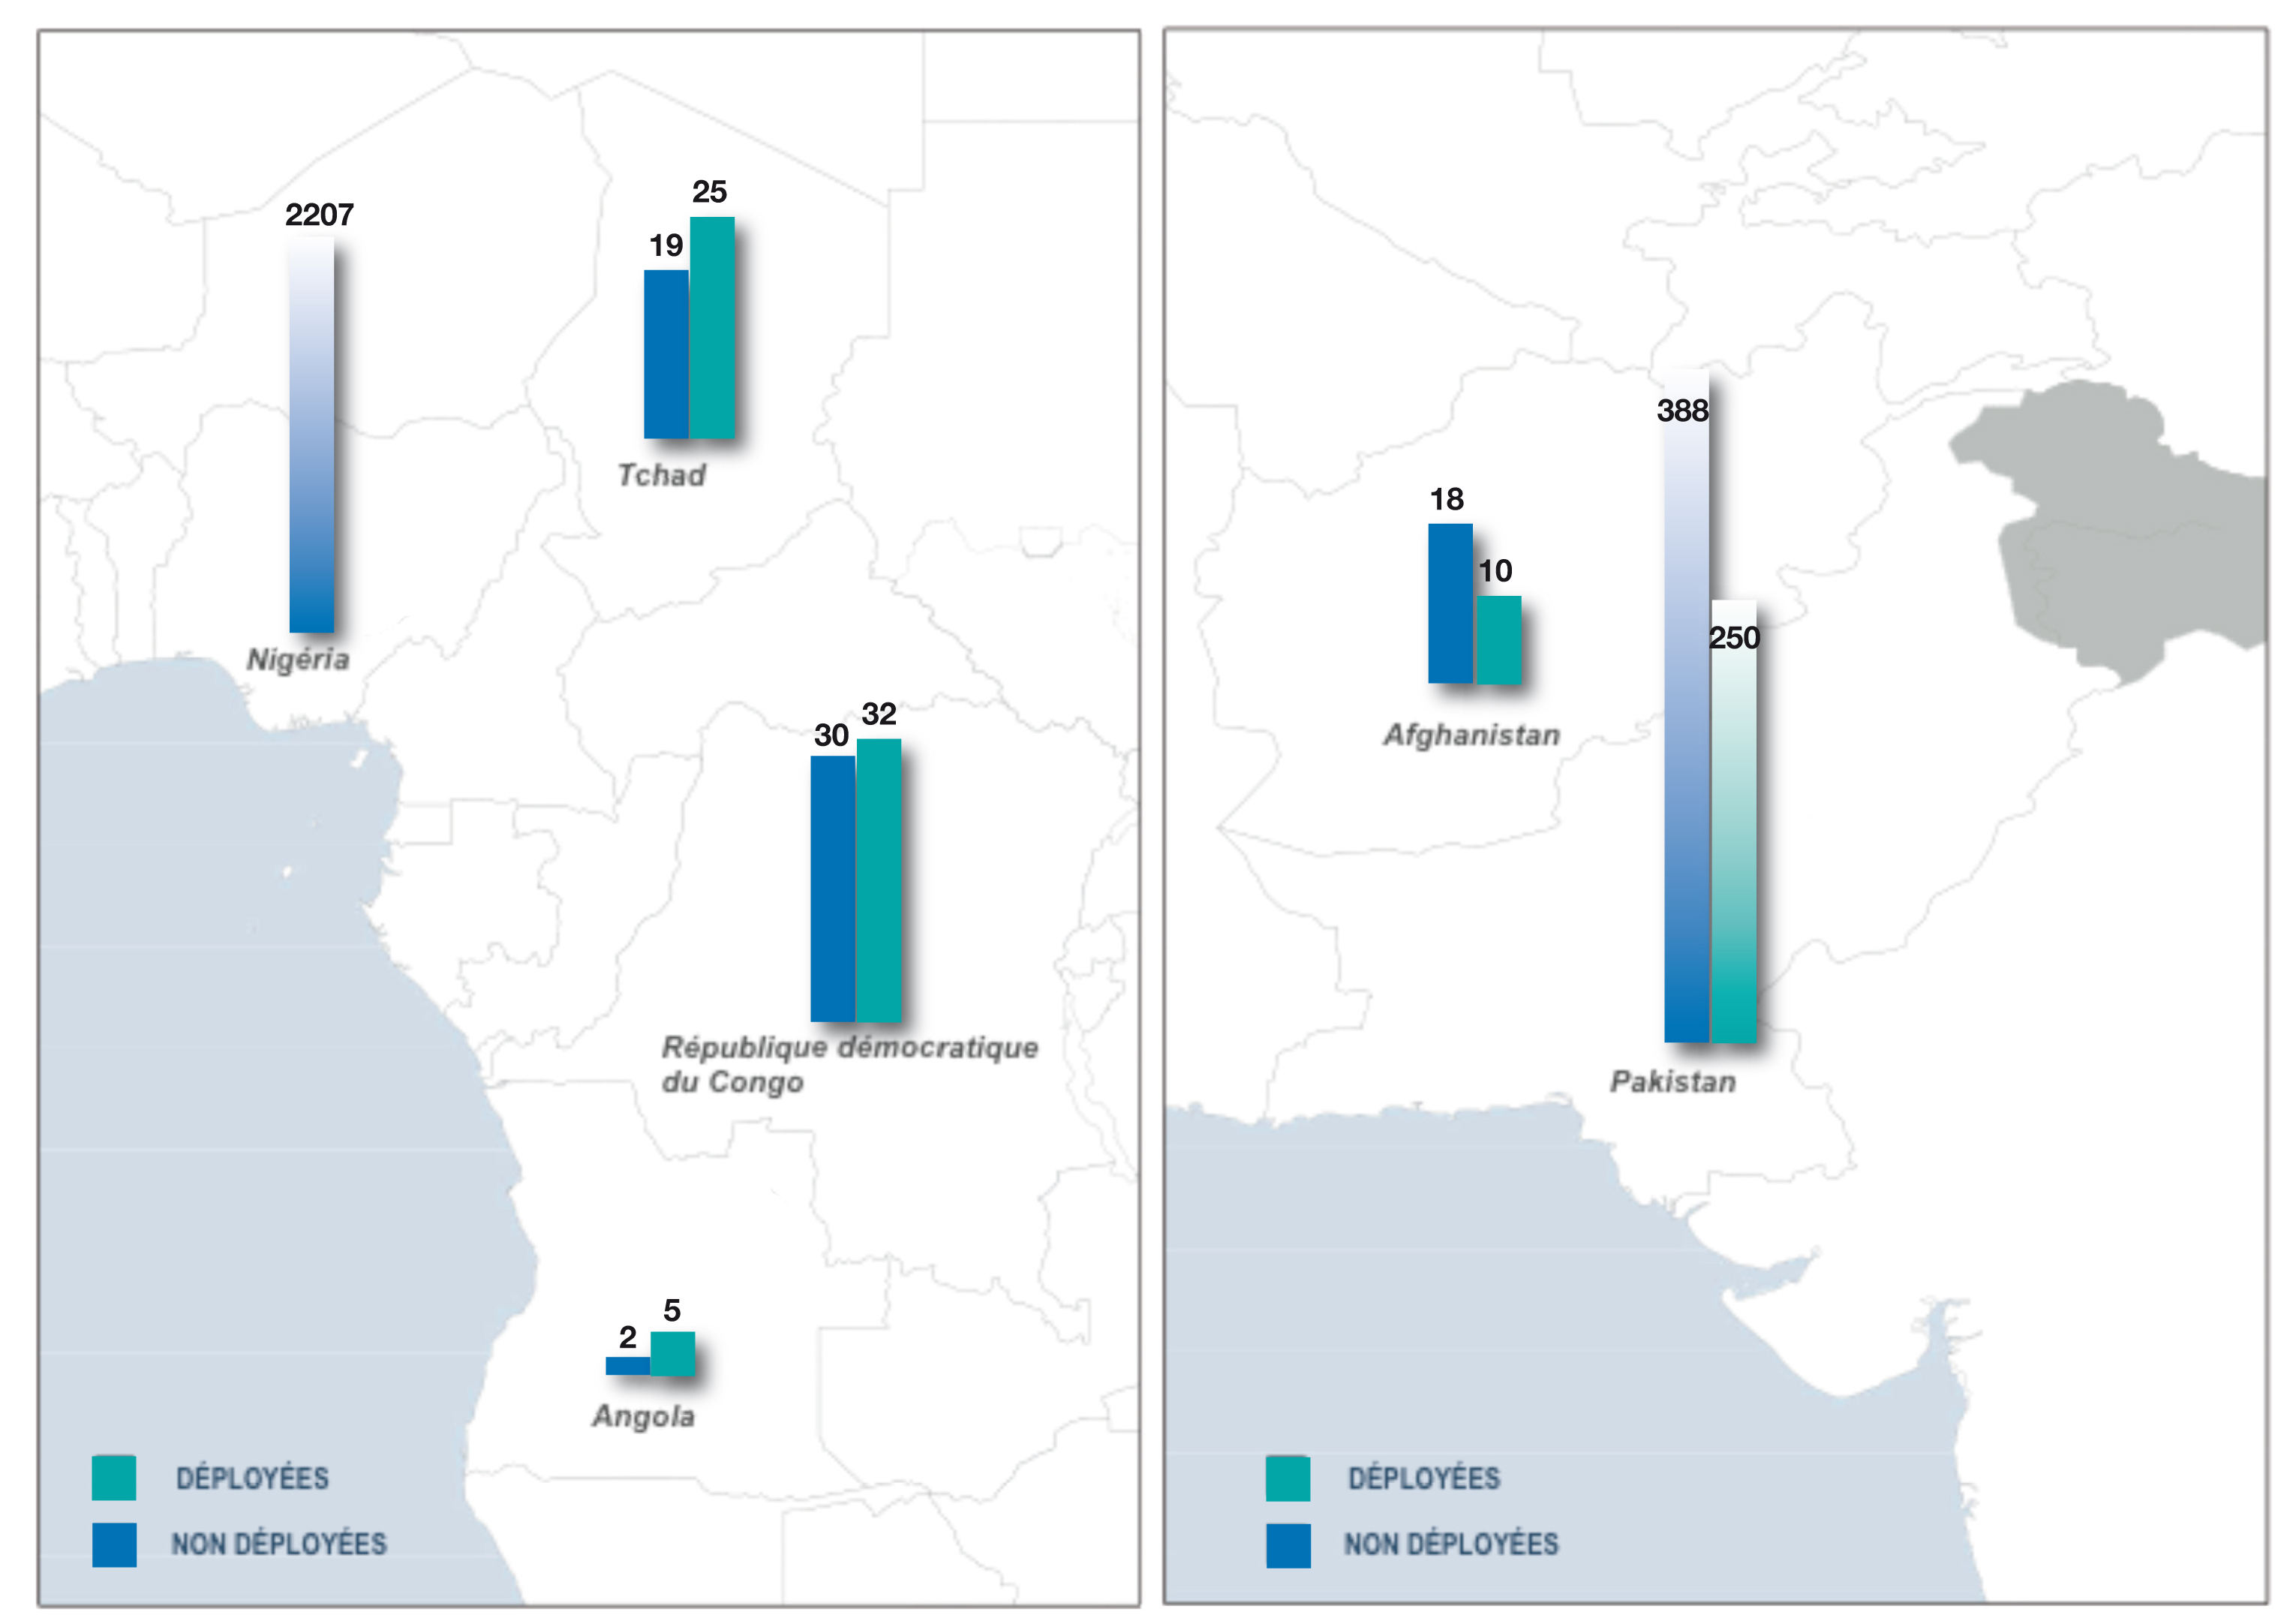 2207
Nigéria
25
19
Tchad
32
30
République démocratique
du Congo
5
2
Angola
DÉPLOYÉES
NON DÉPLOYÉES
388
250
Pakistan
18
10
Afghanistan
DÉPLOYÉES
NON DÉPLOYÉES